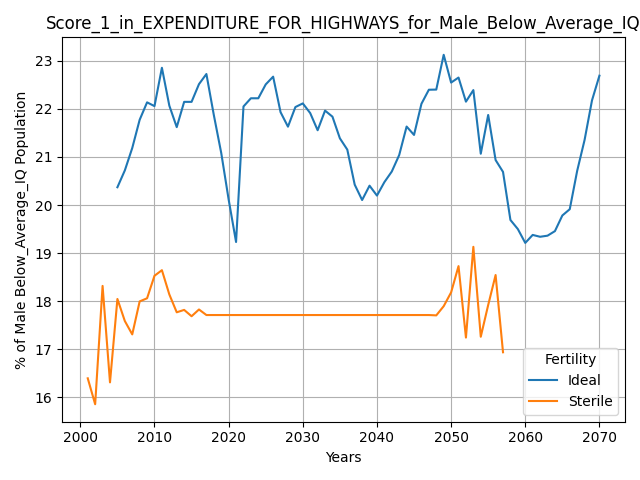 Score_1_in_EXPENDITURE_FOR_HIGHWAYS_for_Male_Below_Average_IQ
% of Male Below_Average_IQ Population
23
22
21
20
19
18
17
16
Fertility
Ideal
Sterile
2000 2010 2020 2030 2040 2050 2060 2070
Years